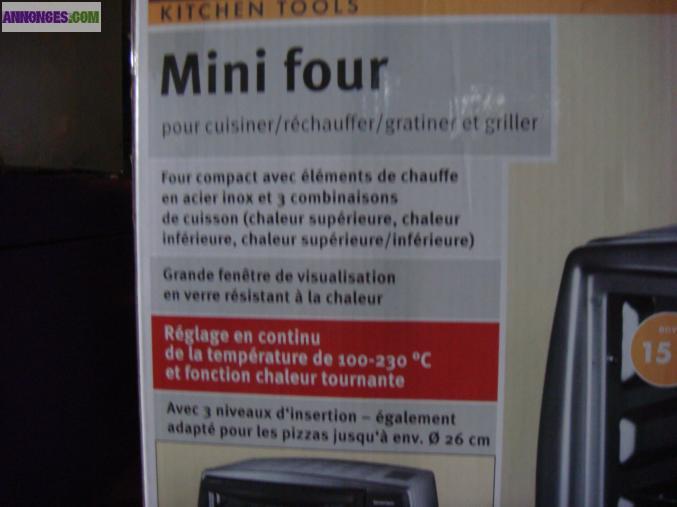 ANNONCES.COM
KITCHEN TOOLS
Mini four
pour cuisiner/réchauffer/gratiner et griller
Four compact avec éléments de chauffe
en acier inox et 3 combinaisons
de cuisson (chaleur supérieure, chaleur
inférieure, chaleur supérieure/inférieure)
Grande fenêtre de visualisation
en verre résistant à la chaleur
Réglage en continu
de la température de 100-230 °C
et fonction chaleur tournante
Avec 3 niveaux d'insertion – également
adapté pour les pizzas jusqu'à env. Ø 26 cm
env
15